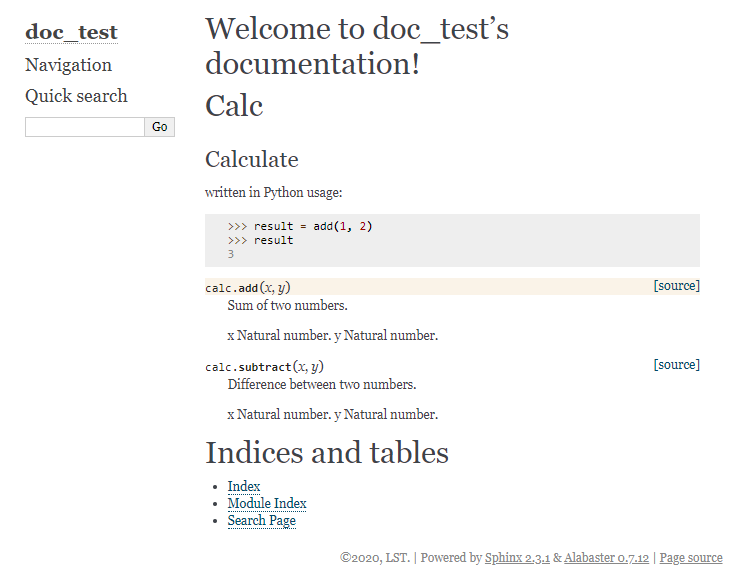 doc_test
Navigation
Quick search
Go
Welcome to doc_test’s
documentation!
Calc
Calculate
written in Python usage:
>>> result = add(1, 2)
>>> result
3
calc.add(x, y) [source]
Sum of two numbers.
x Natural number. y Natural number.
calc.subtract(x, y) [source]
Difference between two numbers.
x Natural number. y Natural number.
Indices and tables
• Index
• Module Index
• Search Page
©2020, LST. | Powered by Sphinx 2.3.1 & Alabaster 0.7.12 | Page source